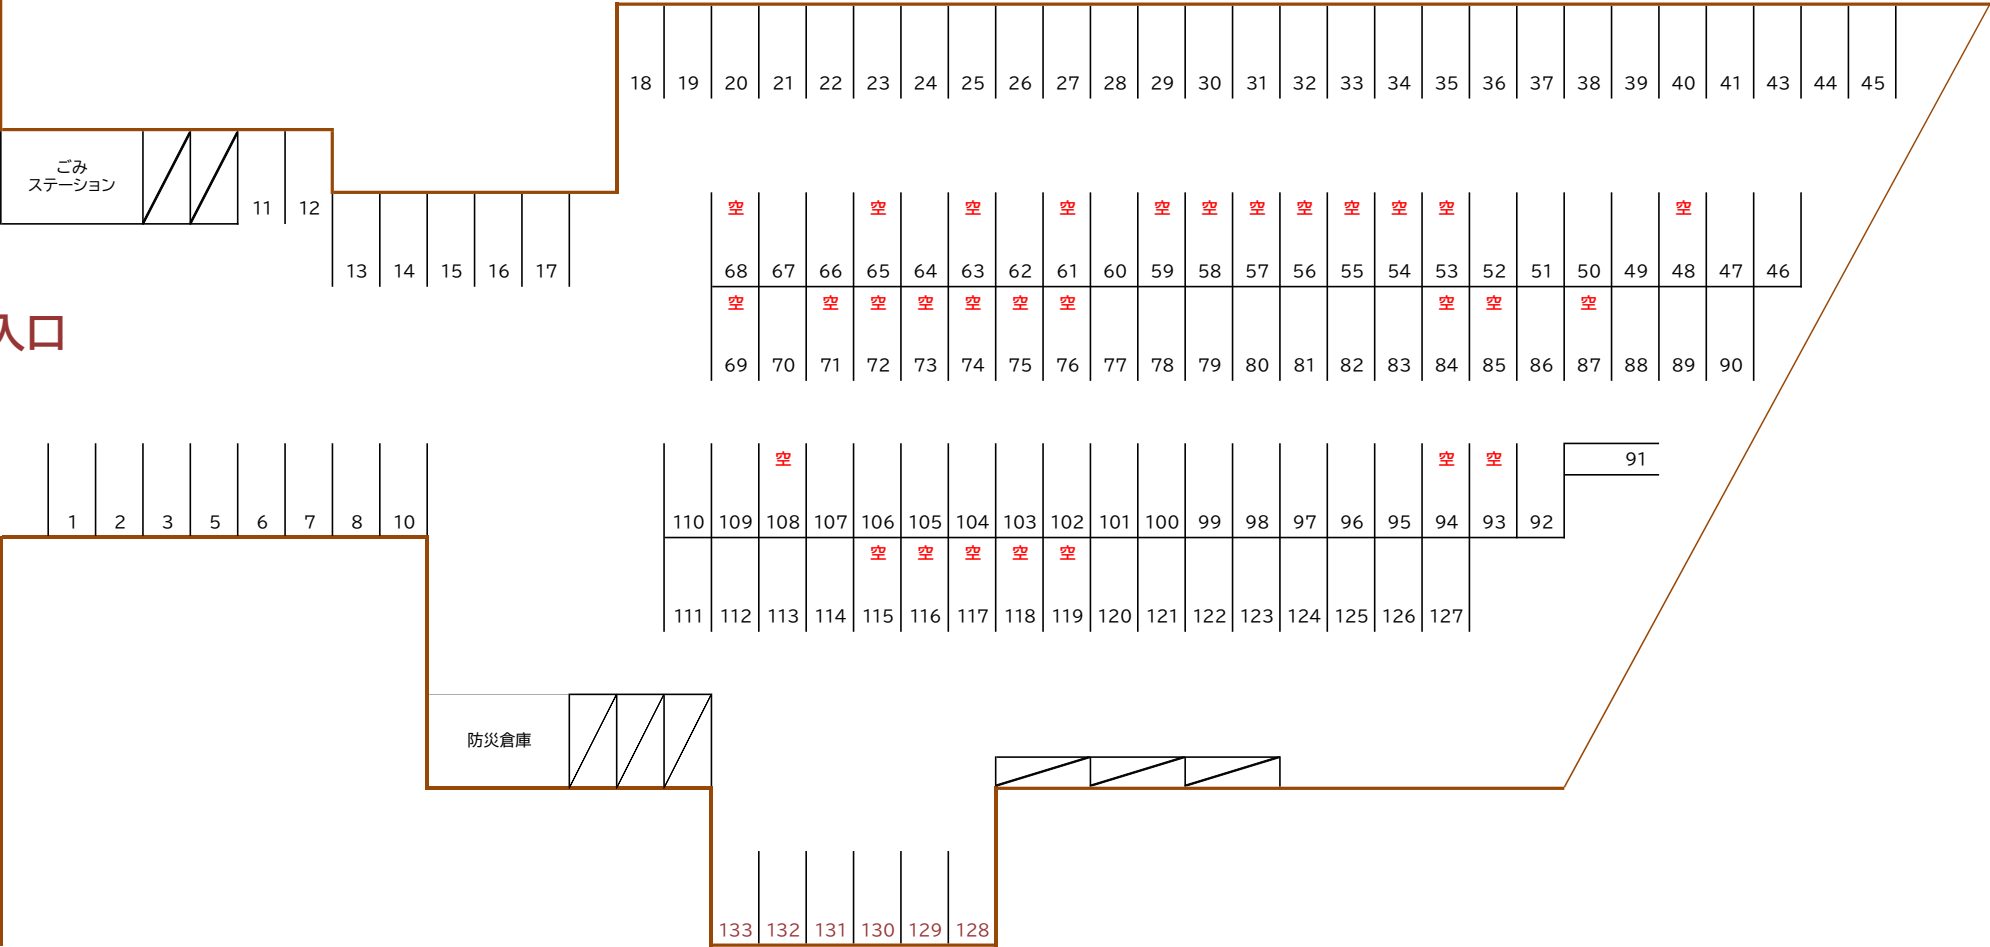 18 19 20 21 22 23 24 25 26 27 28 29 30 31 32 33 34 35 36 37 38 39 40 41 43 44 45
ごみ
ステーション
11 12
13 14 15 16 17
空 空 空 空 空 空 空 空 空 空 空 空
68 67 66 65 64 63 62 61 60 59 58 57 56 55 54 53 52 51 50 49 48 47 46
空 空 空 空 空 空 空 空 空 空
入口
69 70 71 72 73 74 75 76 77 78 79 80 81 82 83 84 85 86 87 88 89 90
空 空 空 91
1 2 3 5 6 7 8 10
110 109 108 107 106 105 104 103 102 101 100 99 98 97 96 95 94 93 92
空 空 空 空 空
111 112 113 114 115 116 117 118 119 120 121 122 123 124 125 126 127
防災倉庫
133 132 131 130 129 128